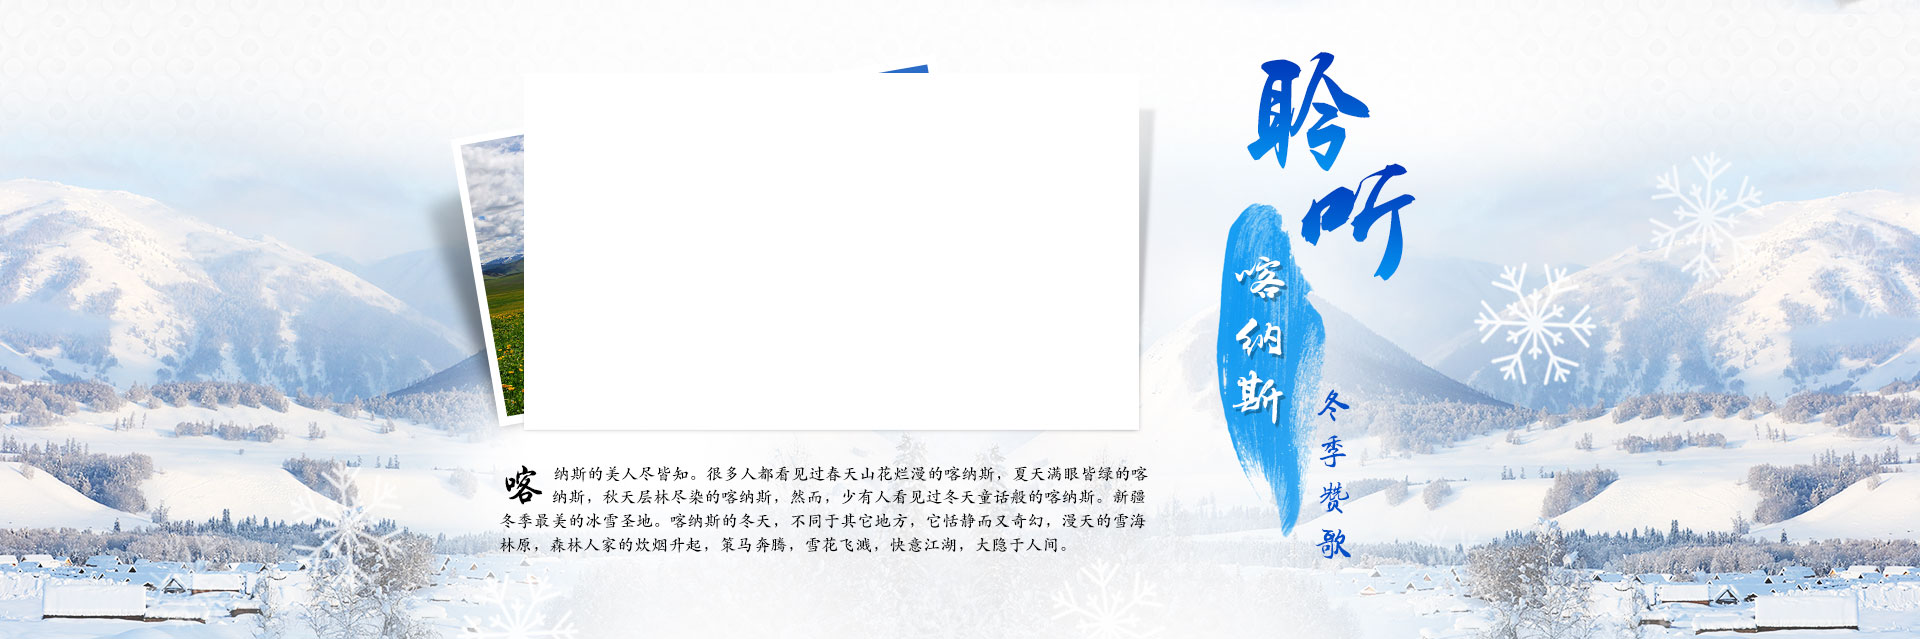 聆听
喀纳斯
冬季赞歌
喀纳斯的美人尽皆知。很多人都看见过春天山花烂漫的喀纳斯，夏天满眼皆绿的喀
纳斯，秋天层林尽染的喀纳斯，然而，少有人看见过冬天童话般的喀纳斯。新疆
冬季最美的冰雪圣地。喀纳斯的冬天，不同于其它地方，它恬静而又奇幻，漫天的雪海
林原，森林人家的炊烟升起，策马奔腾，雪花飞溅，快意江湖，大隐于人间。